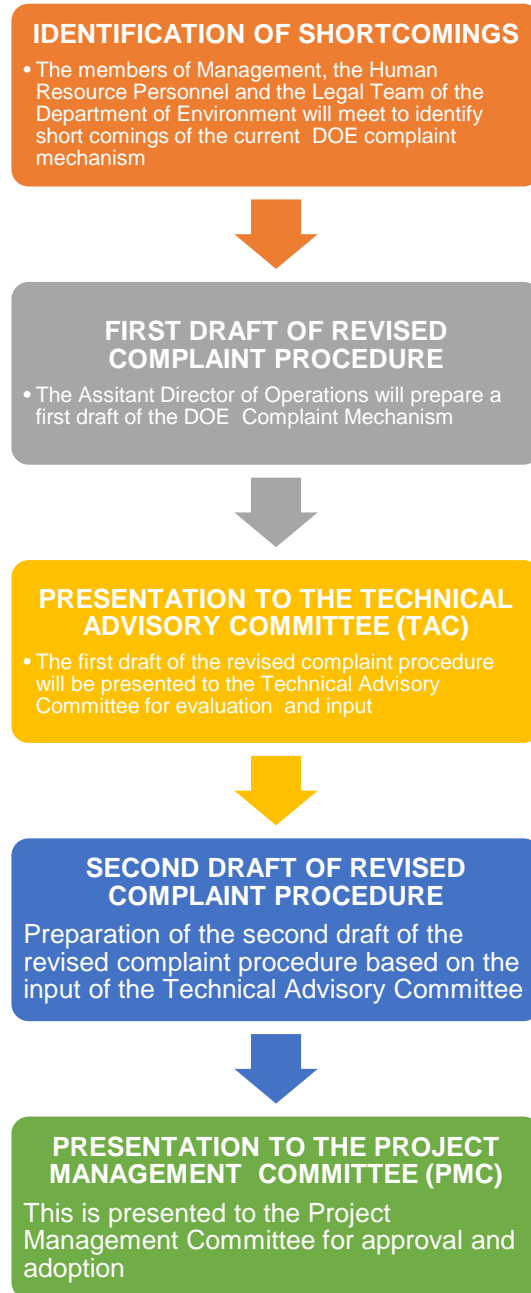 IDENTIFICATION OF SHORTCOMINGS
• The members of Management, the Human
Resource Personnel and the Legal Team of the
Department of Environment will meet to identify
short comings of the current DOE complaint
mechanism
FIRST DRAFT OF REVISED
COMPLAINT PROCEDURE
• The Assitant Director of Operations will prepare a
first draft of the DOE Complaint Mechanism
PRESENTATION TO THE TECHNICAL
ADVISORY COMMITTEE (TAC)
• The first draft of the revised complaint procedure
will be presented to the Technical Advisory
Committee for evaluation and input
SECOND DRAFT OF REVISED
COMPLAINT PROCEDURE
Preparation of the second draft of the
revised complaint procedure based on the
input of the Technical Advisory Committee
PRESENTATION TO THE PROJECT
MANAGEMENT COMMITTEE (PMC)
This is presented to the Project
Management Committee for approval and
adoption